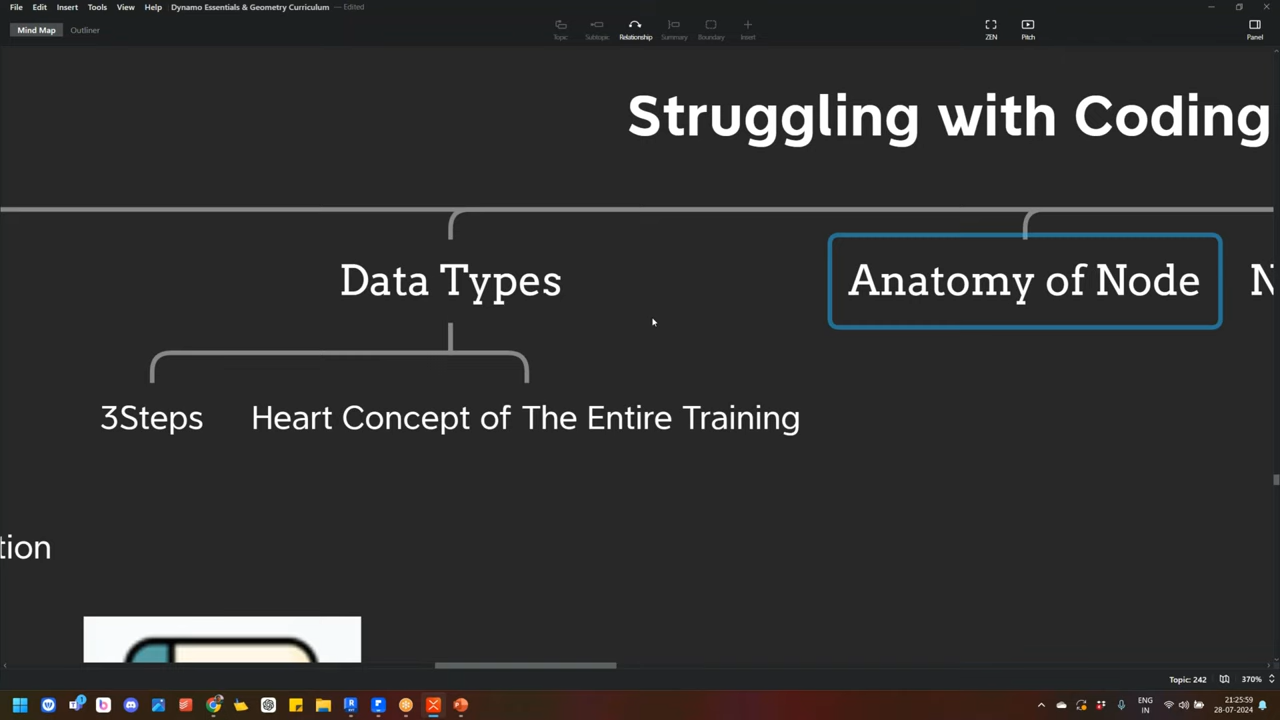 File Edit Insert Tools View Help Dynamo Essentials & Geometry Curriculum — Edited
Mind Map Outliner
Topic Subtopic Relationship Summary Boundary Insert ZEN Pitch Panel
Struggling with Coding
Data Types
Anatomy of Node
N
3Steps
Heart Concept of The Entire Training
tion
Topic: 242 370%
ENG
IN
21:25:59
28-07-2024